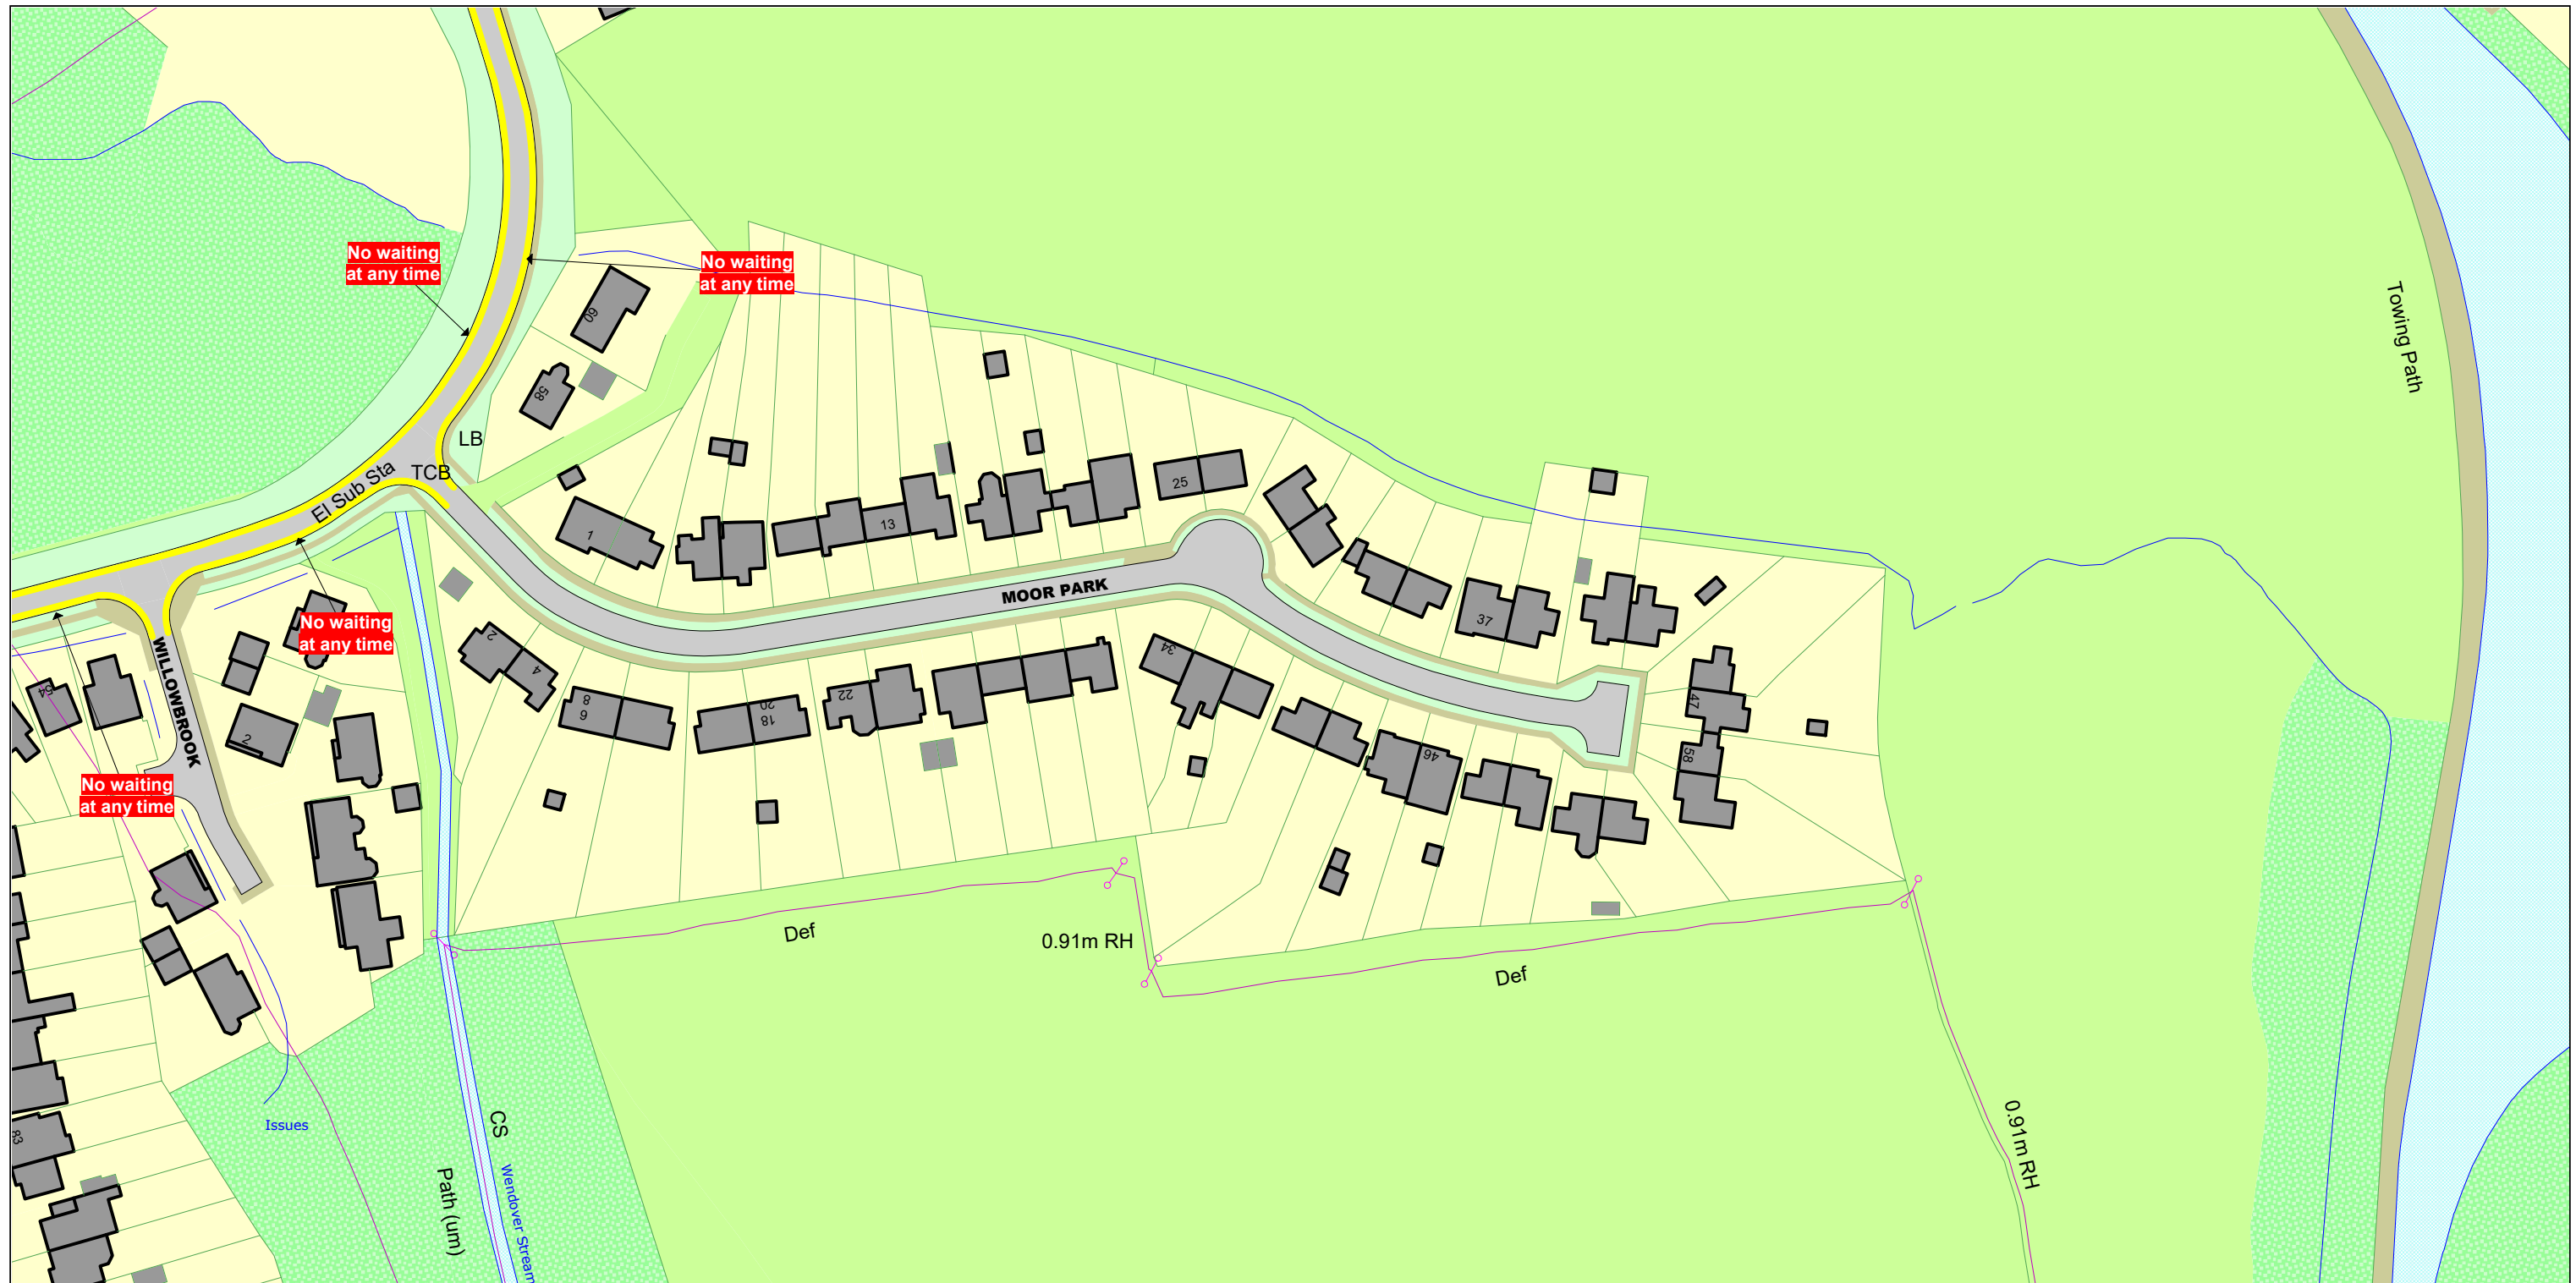 No waiting
at any time
No waiting
at any time
Towing Path
60
58
LB
TCB
El Sub Sta
1
13
25
MOOR PARK
37
No waiting
at any time
2
4
34
54
WILLOWBROOK
8
6
22
20
18
47
2
46
58
No waiting
at any time
Def
0.91m RH
Def
Issues
CS
83
0.91m RH
Path (um)
Wendover Stream